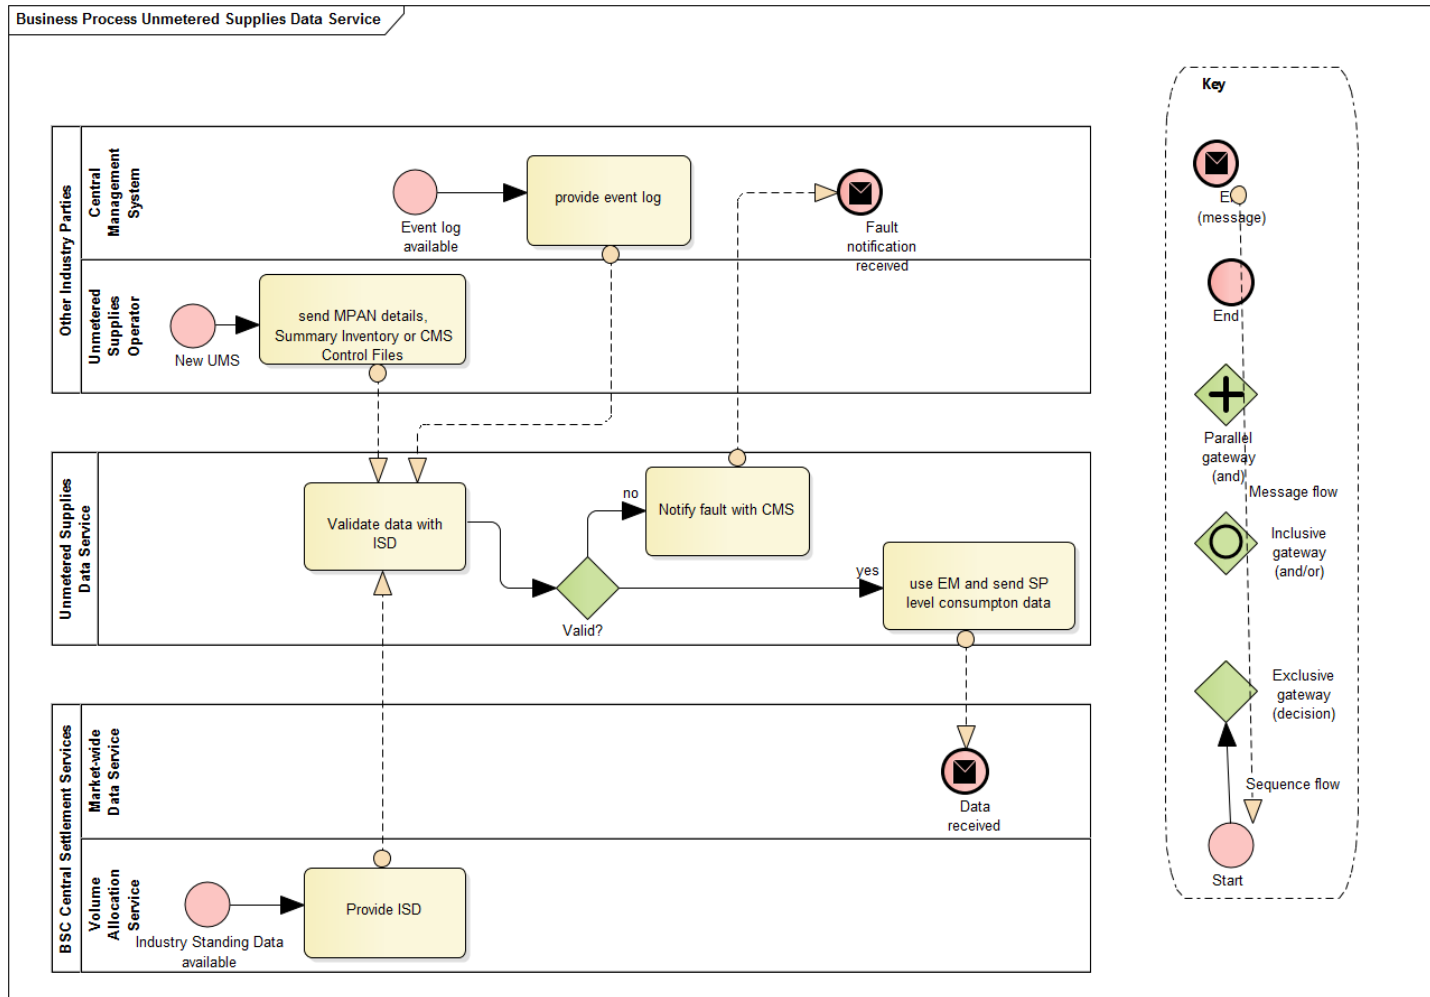 Business Process Unmetered Supplies Data Service
Other Industry Parties
Central
Management
System
Event log
available
provide event log
Fault
notification
received
Unmetered
Supplies
Operator
New UMS
send MPAN details,
Summary Inventory or CMS
Control Files
Unmetered Supplies
Data Service
Validate data with
ISD
Valid?
no
Notify fault with CMS
yes
use EM and send SP
level consumpton data
BSC Central Settlement Services
Market-wide
Data Service
Data
received
Volume
Allocation
Service
Industry Standing Data
available
Provide ISD
Key
(message)
End
Parallel
gateway
(and)
Message flow
Inclusive
gateway
(and/or)
Exclusive
gateway
(decision)
Sequence flow
Start